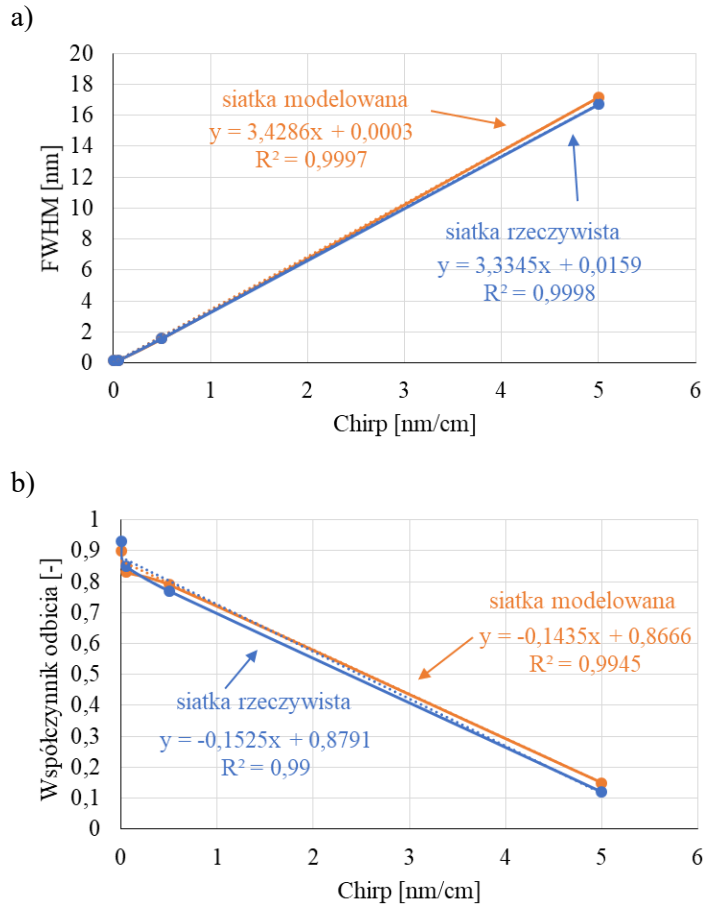 a)
20
18
16
14
12
10
8
6
4
2
0
FWHM [nm]
siatka modelowana
y = 3,4286x + 0,0003
R² = 0,9997
siatka rzeczywista
y = 3,3345x + 0,0159
R² = 0,9998
0 1 2 3 4 5 6
Chirp [nm/cm]
b)
1
0,9
0,8
0,7
0,6
0,5
0,4
0,3
0,2
0,1
0
Współczynnik odbicia [-]
siatka modelowana
y = -0,1435x + 0,8666
R² = 0,9945
siatka rzeczywista
y = -0,1525x + 0,8791
R² = 0,99
0 1 2 3 4 5 6
Chirp [nm/cm]